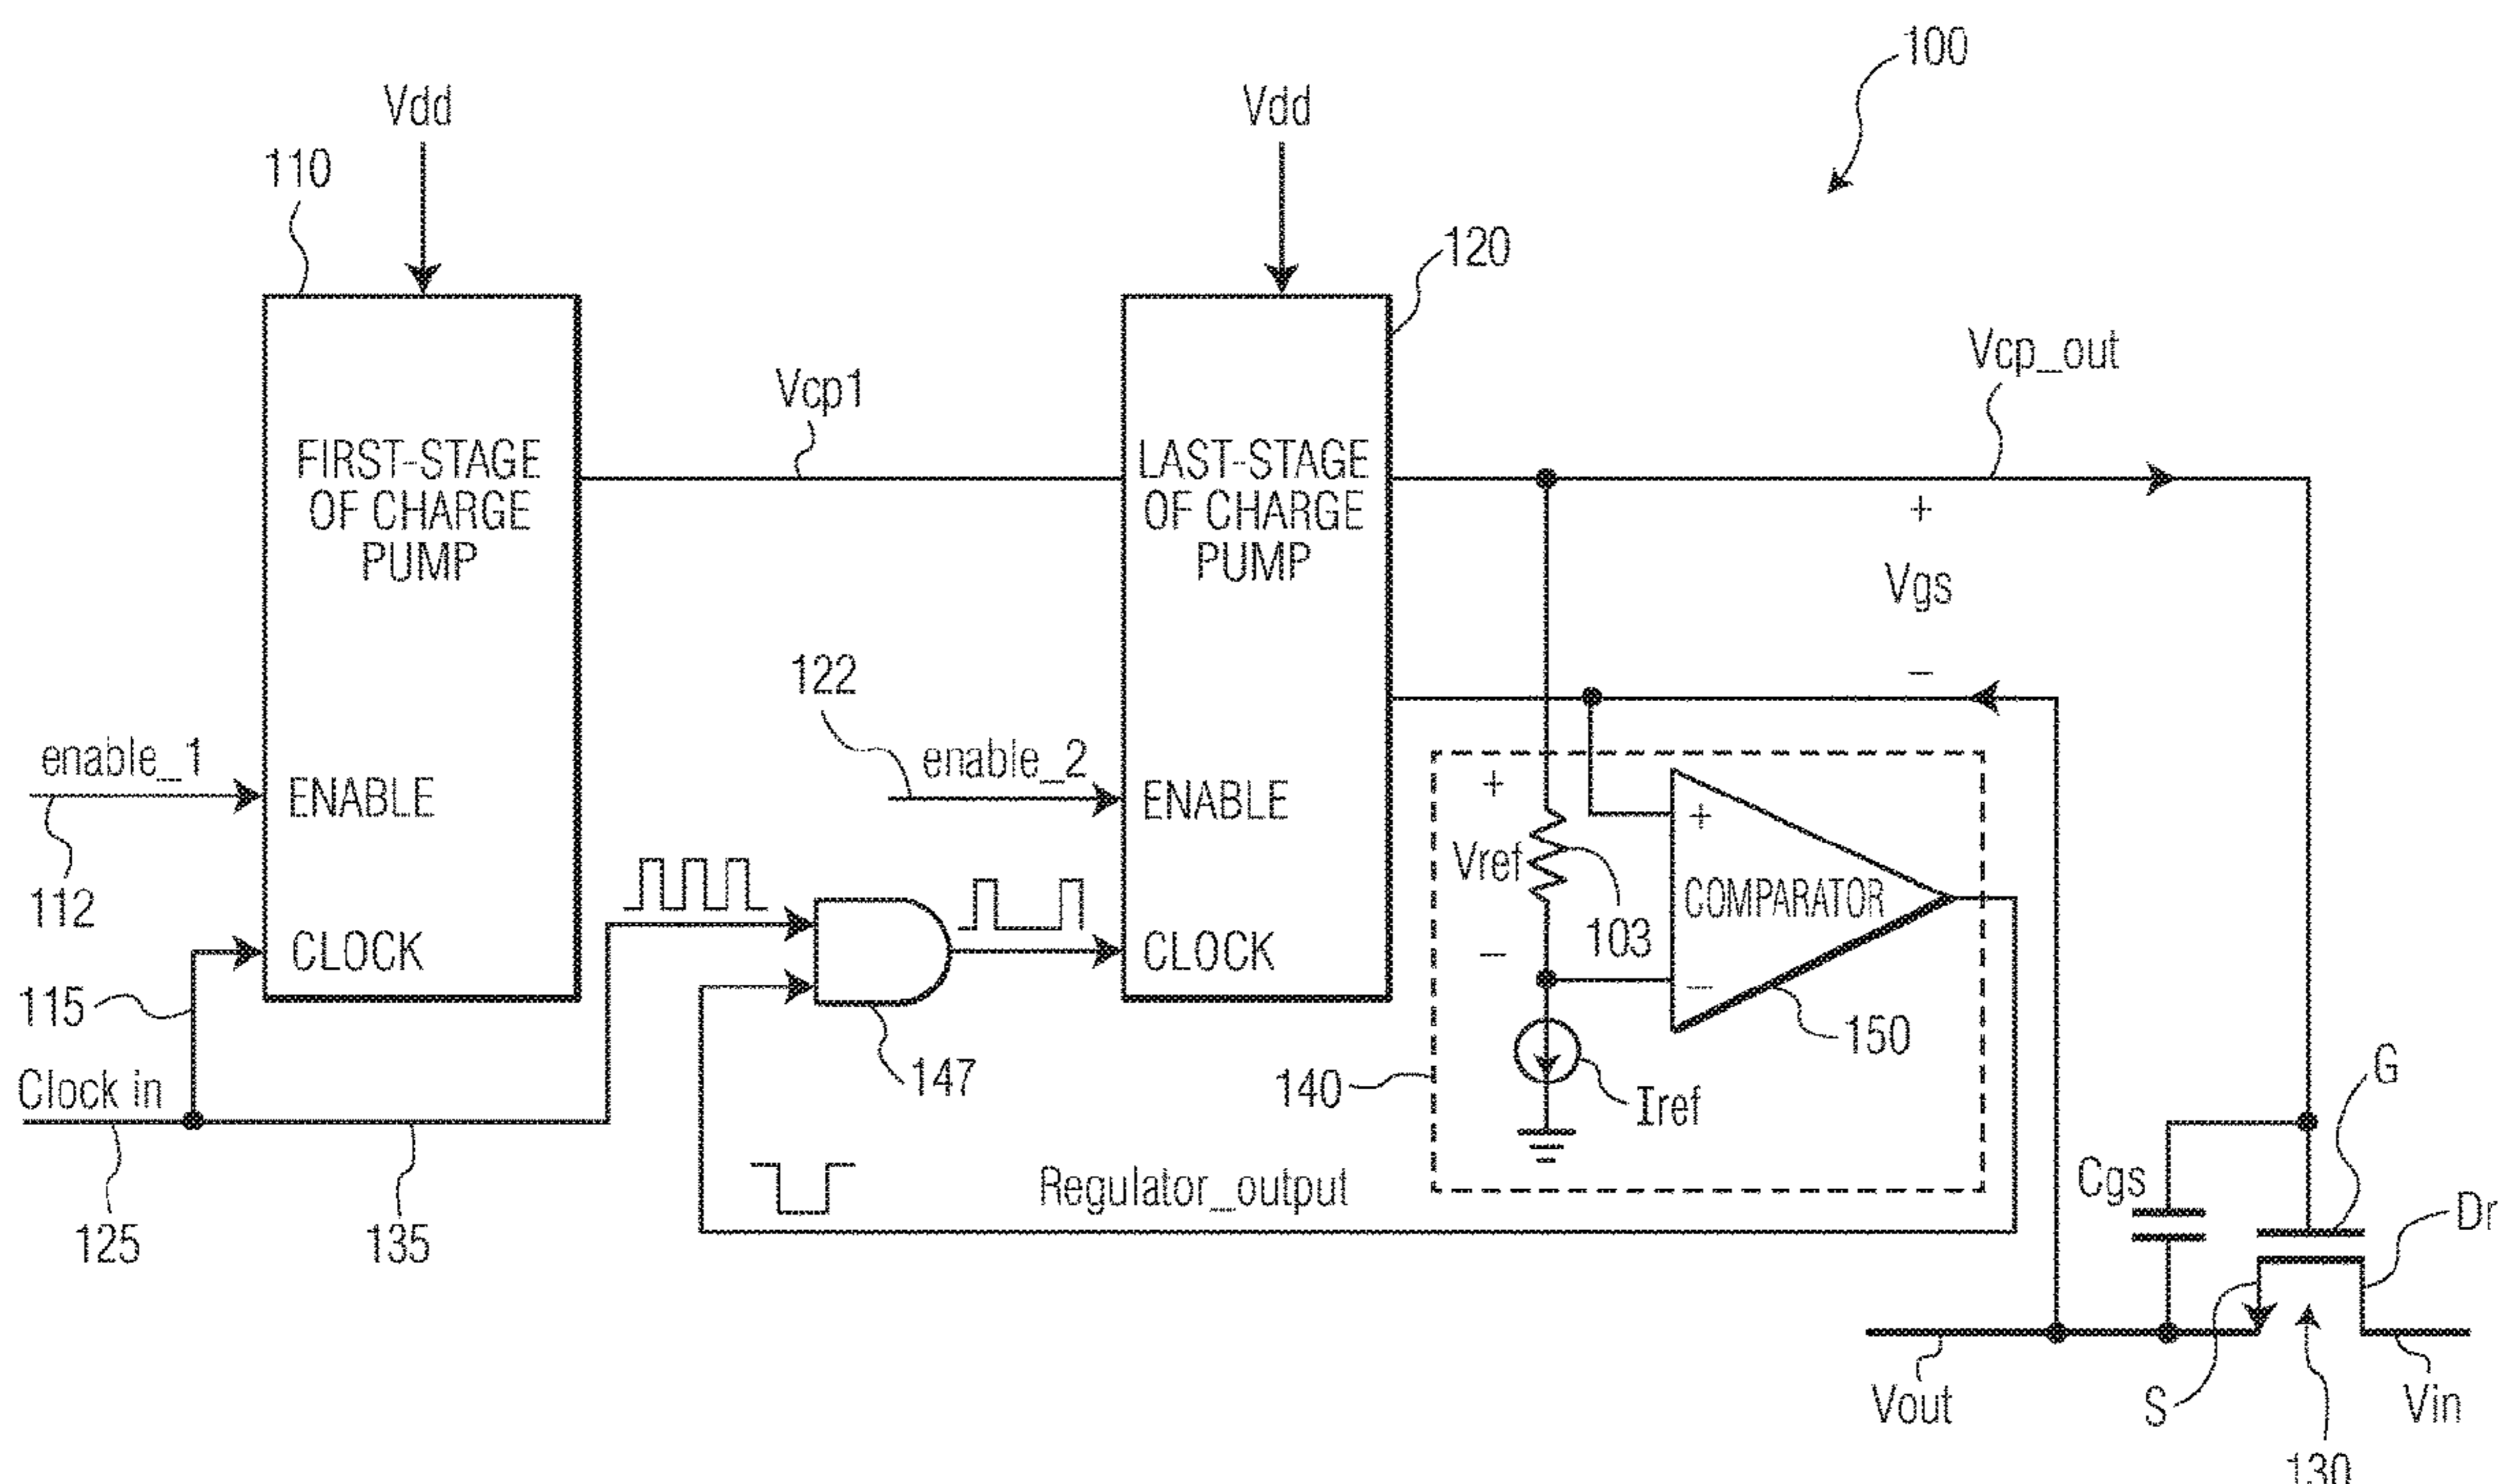 100
Vdd
Vdd
110
120
Vcp_out
Vcp1
+
FIRST-STAGE
OF CHARGE
PUMP
LAST-STAGE
OF CHARGE
PUMP
Vgs
−
122
enable_1
ENABLE
enable_2
ENABLE
+
+
Vref
COMPARATOR
112
103
CLOCK
CLOCK
−
−
115
147
150
140
Iref
G
Clock in
Cgs
Regulator_output
Dr
125
135
Vout
S
Vin
130